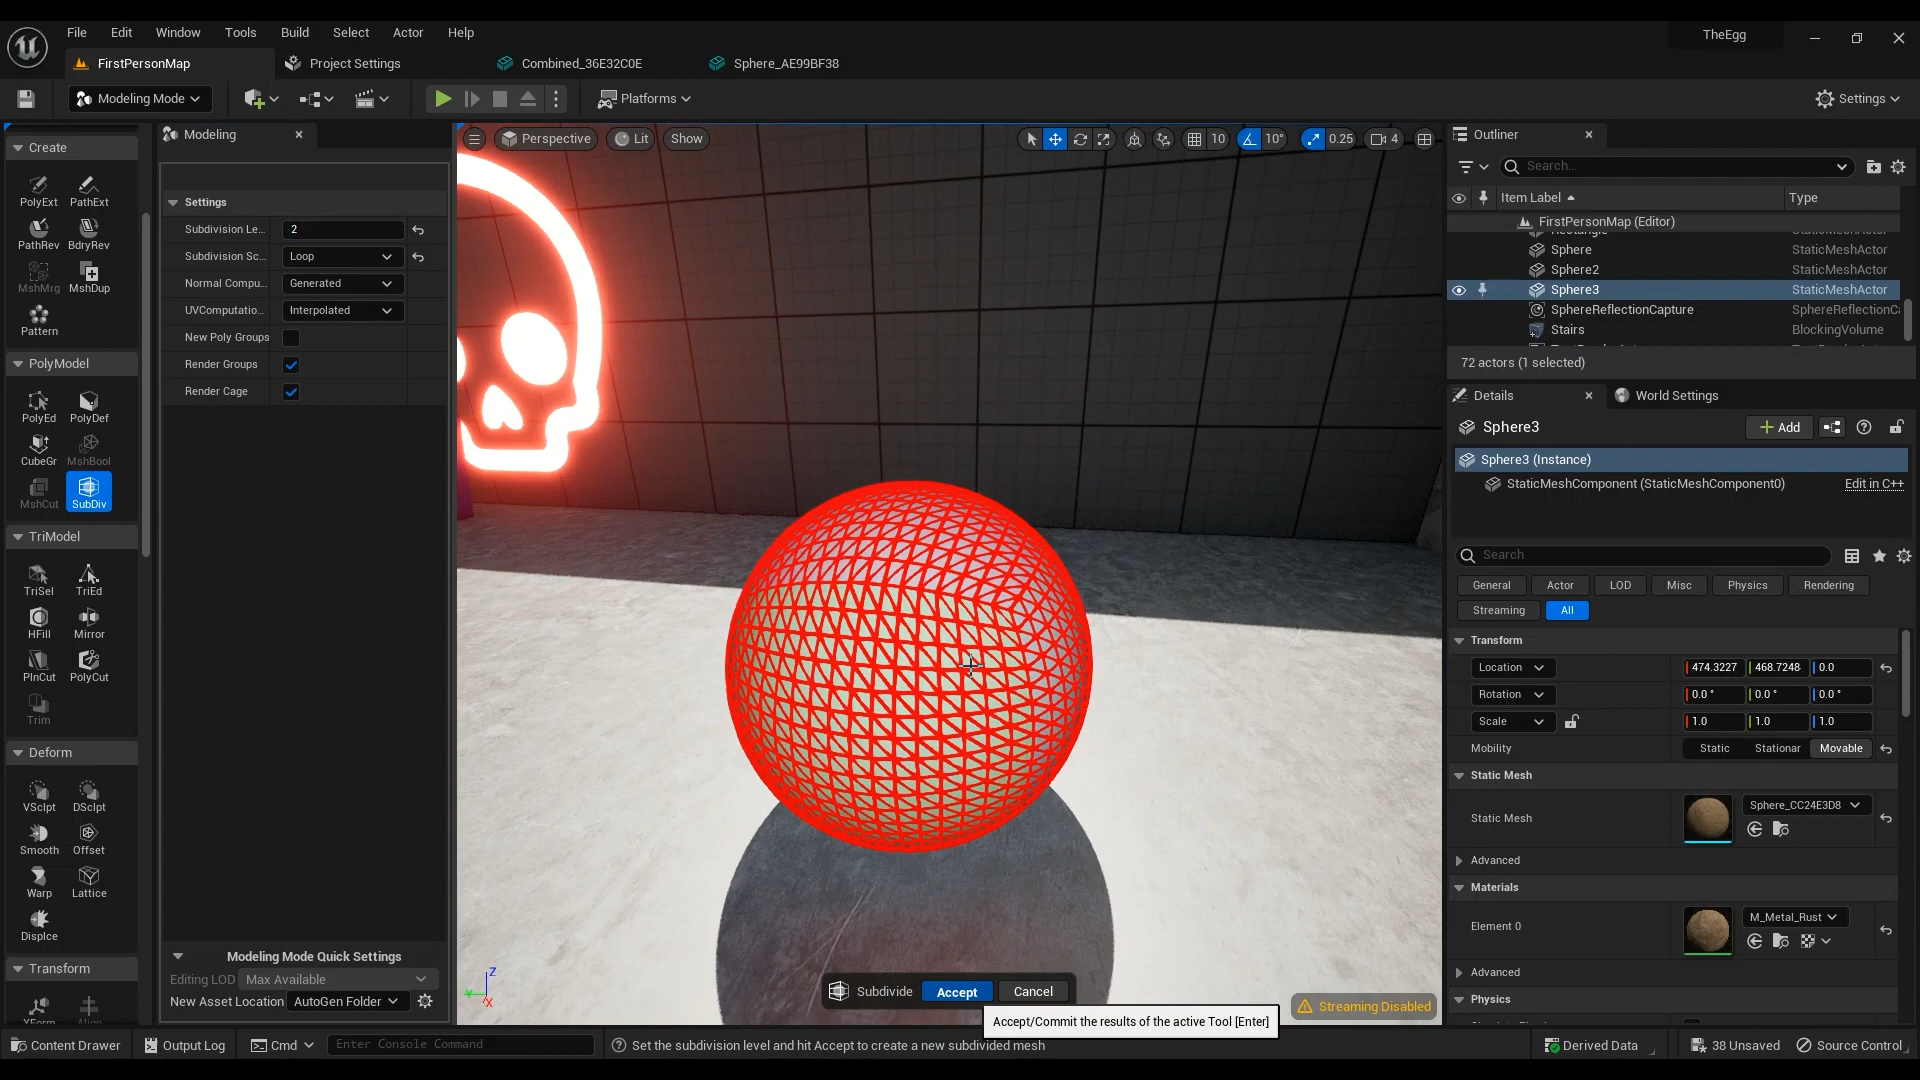 File Edit Window Tools Build Select Actor Help
TheEgg
FirstPersonMap Project Settings Combined_36E32C0E Sphere_AE99BF38
Modeling Mode
Platforms
Settings
Create
PolyExt PathExt
PathRev BdryRev
MshMrg MshDup
Pattern
PolyModel
PolyEd PolyDef
CubeGr MshBool
MshCut SubDiv
TriModel
TriSel TriEd
HFill Mirror
PlnCut PolyCut
Trim
Deform
VSclpt DSclpt
Smooth Offset
Warp Lattice
Displce
Transform
XForm Align
Modeling
Settings
Subdivision Le... 2
Subdivision Sc... Loop
Normal Compu... Generated
UVComputatio... Interpolated
New Poly Groups
Render Groups
Render Cage
Modeling Mode Quick Settings
Editing LOD Max Available
New Asset Location AutoGen Folder
Perspective Lit Show
10 10° 0.25 4
Z
Y
X
Subdivide Accept Cancel
Accept/Commit the results of the active Tool [Enter]
Streaming Disabled
Outliner
Search...
Item Label Type
FirstPersonMap (Editor)
Rectangle StaticMeshActor
Sphere StaticMeshActor
Sphere2 StaticMeshActor
Sphere3 StaticMeshActor
SphereReflectionCapture SphereReflectionCa
Stairs BlockingVolume
72 actors (1 selected)
Details World Settings
Sphere3
Add
Sphere3 (Instance)
StaticMeshComponent (StaticMeshComponent0) Edit in C++
Search
General Actor LOD Misc Physics Rendering
Streaming All
Transform
Location 474.3227 468.7248 0.0
Rotation 0.0 ° 0.0 ° 0.0 °
Scale 1.0 1.0 1.0
Mobility Static Stationar Movable
Static Mesh
Static Mesh Sphere_CC24E3D8
Advanced
Materials
Element 0 M_Metal_Rust
Advanced
Physics
Content Drawer Output Log Cmd Enter Console Command Set the subdivision level and hit Accept to create a new subdivided mesh Derived Data 38 Unsaved Source Control